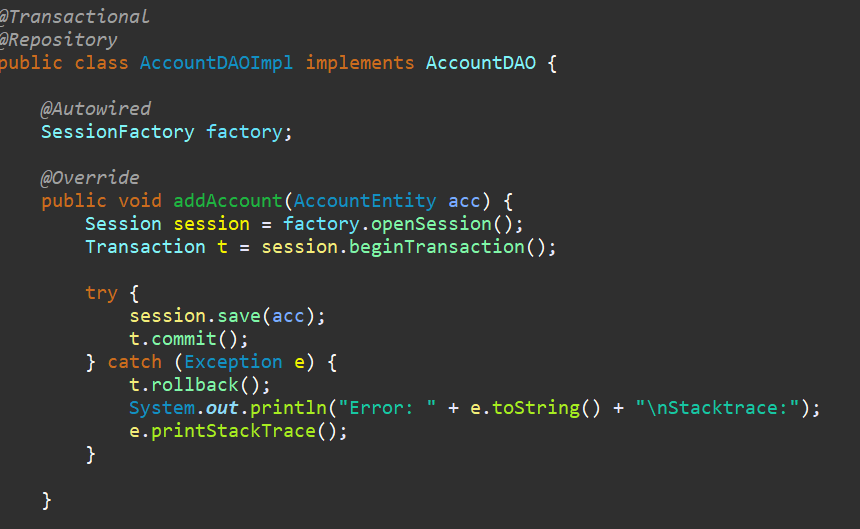 @Transactional
@Repository
public class AccountDAOImpl implements AccountDAO {
@Autowired
SessionFactory factory;
@Override
public void addAccount(AccountEntity acc) {
Session session = factory.openSession();
Transaction t = session.beginTransaction();
try {
session.save(acc);
t.commit();
} catch (Exception e) {
t.rollback();
System.out.println("Error: " + e.toString() + "\nStacktrace:");
e.printStackTrace();
}
}